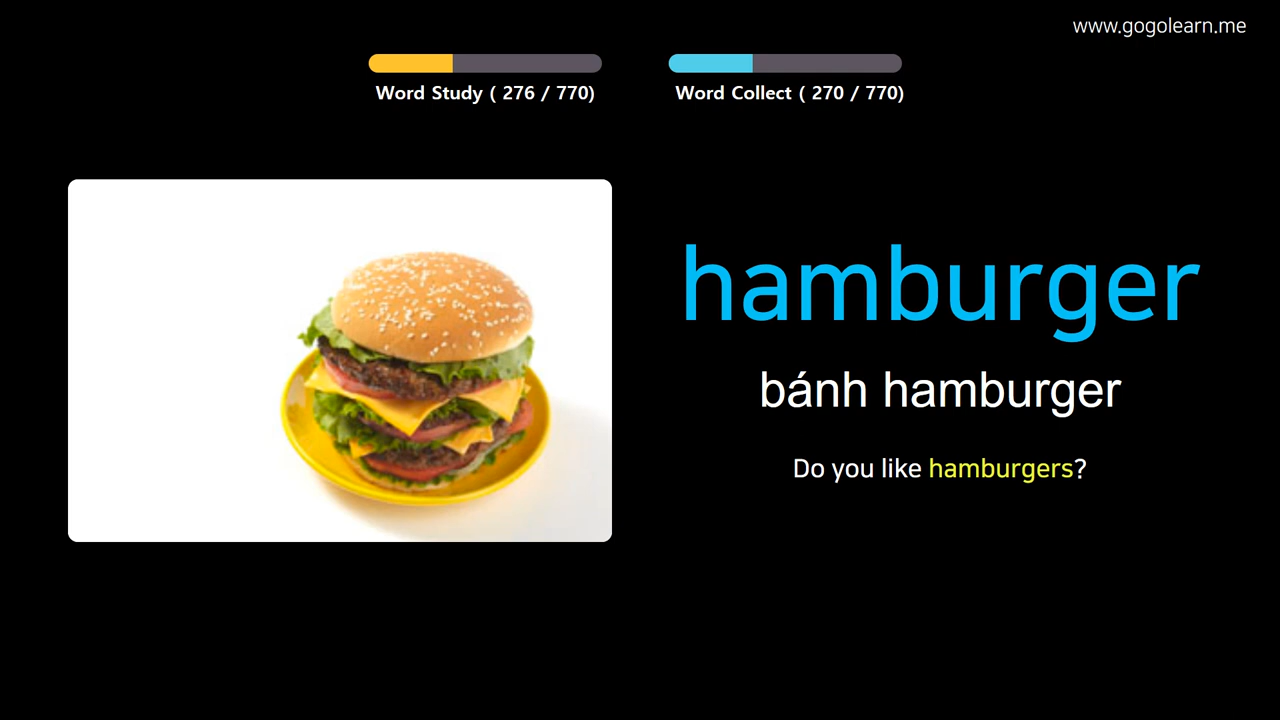 www.gogolearn.me
Word Study ( 276 / 770)
Word Collect ( 270 / 770)
hamburger
bánh hamburger
Do you like hamburgers?